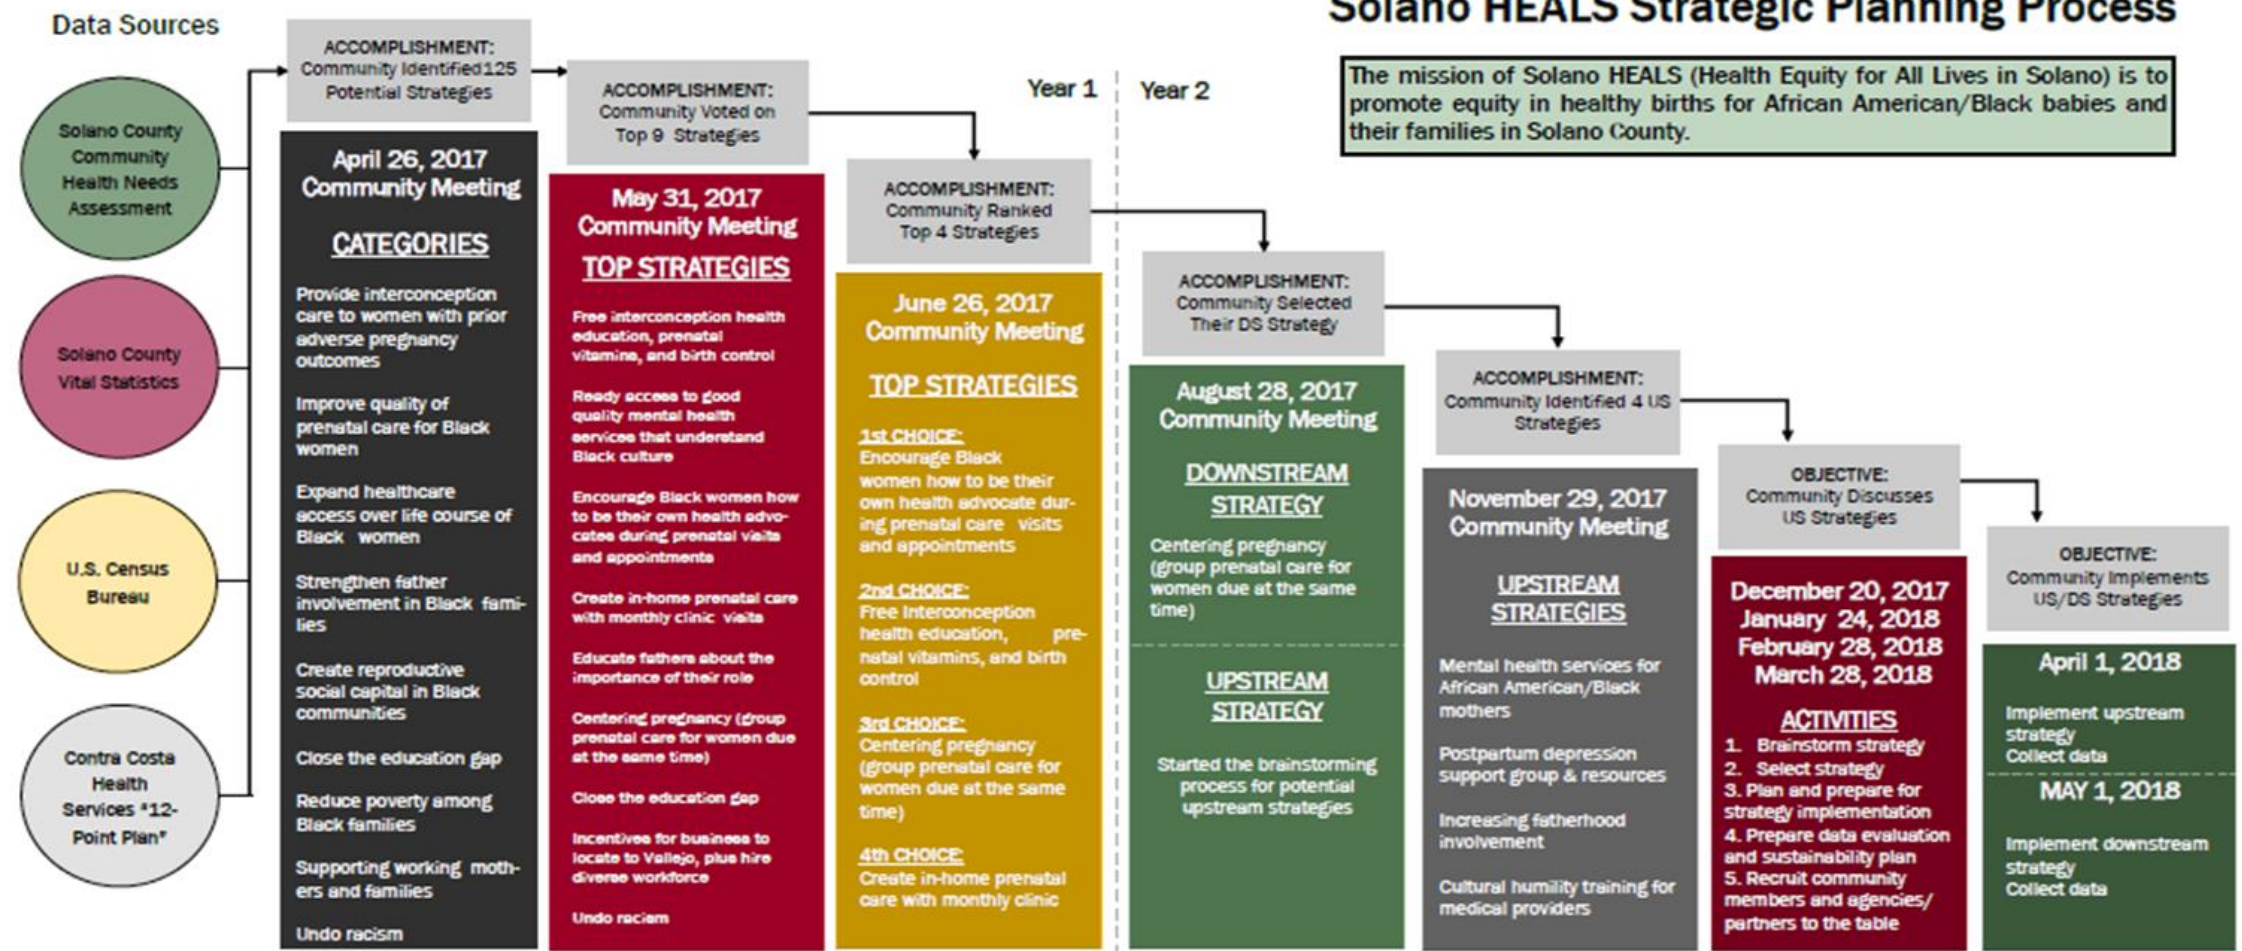 Solano HEALS Strategic Planning Process
The mission of Solano HEALS (Health Equity for All Lives in Solano) is to
promote equity in healthy births for African American/Black babies and
their families in Solano County.
Data Sources
Solano County
Community
Health Needs
Assessment
Solano County
Vital Statistics
U.S. Census
Bureau
Contra Costa
Health
Services "12-
Point Plan"
Year 1
Year 2
ACCOMPLISHMENT:
Community Identified125
Potential Strategies
April 26, 2017
Community Meeting
CATEGORIES
Provide interconception
care to women with prior
adverse pregnancy
outcomes
Improve quality of
prenatal care for Black
women
Expand healthcare
access over life course of
Black women
Strengthen father
involvement in Black fami-
lies
Create reproductive
social capital in Black
communities
Close the education gap
Reduce poverty among
Black families
Supporting working moth-
ers and families
Undo racism
ACCOMPLISHMENT:
Community Voted on
Top 9 Strategies
May 31, 2017
Community Meeting
TOP STRATEGIES
Free interconception health
education, prenatal
vitamins, and birth control
Ready access to good
quality mental health
services that understand
Black culture
Encourage Black women how
to be their own health advo-
cates during prenatal visits
and appointments
Create in-home prenatal care
with monthly clinic visits
Educate fathers about the
importance of their role
Centering pregnancy (group
prenatal care for women due
at the same time)
Close the education gap
Incentives for business to
locate to Vallejo, plus hire
diverse workforce
Undo racism
ACCOMPLISHMENT:
Community Ranked
Top 4 Strategies
June 26, 2017
Community Meeting
TOP STRATEGIES
1st CHOICE:
Encourage Black
women how to be their
own health advocate dur-
ing prenatal care visits
and appointments
2nd CHOICE:
Free Interconception
health education, pre-
natal vitamins, and birth
control
3rd CHOICE:
Centering pregnancy
(group prenatal care for
women due at the same
time)
4th CHOICE:
Create in-home prenatal
care with monthly clinic
ACCOMPLISHMENT:
Community Selected
Their DS Strategy
August 28, 2017
Community Meeting
DOWNSTREAM
STRATEGY
Centering pregnancy
(group prenatal care for
women due at the same
time)
UPSTREAM
STRATEGY
Started the brainstorming
process for potential
upstream strategies
ACCOMPLISHMENT:
Community Identified 4 US
Strategies
November 29, 2017
Community Meeting
UPSTREAM
STRATEGIES
Mental health services for
African American/Black
mothers
Postpartum depression
support group & resources
Increasing fatherhood
involvement
Cultural humility training for
medical providers
OBJECTIVE:
Community Discusses
US Strategies
December 20, 2017
January 24, 2018
February 28, 2018
March 28, 2018
ACTIVITIES
1. Brainstorm strategy
2. Select strategy
3. Plan and prepare for
strategy implementation
4. Prepare data evaluation
and sustainability plan
5. Recruit community
members and agencies/
partners to the table
OBJECTIVE:
Community Implements
US/DS Strategies
April 1, 2018
Implement upstream
strategy
Collect data
MAY 1, 2018
Implement downstream
strategy
Collect data